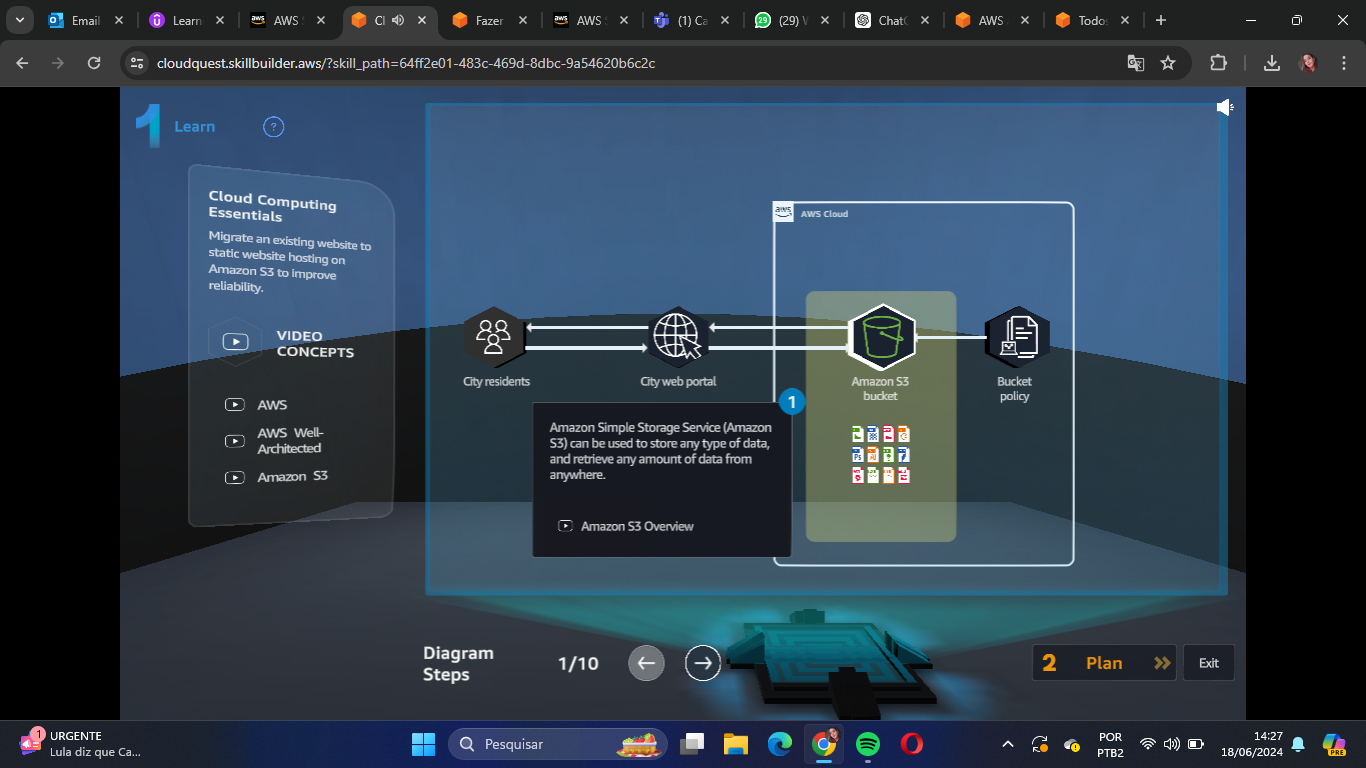 Email
Learn
AWS S
Cl
Fazer
AWS S
(1) Ca
(29) W
ChatG
AWS
Todos
cloudquest.skillbuilder.aws/?skill_path=64ff2e01-483c-469d-8dbc-9a54620b6c2c
1
Learn
?
Cloud Computing
Essentials
Migrate an existing website to
static website hosting on
Amazon S3 to improve
reliability.
VIDEO
CONCEPTS
AWS
AWS Well-
Architected
Amazon S3
aws
AWS Cloud
City residents
City web portal
Amazon S3
bucket
Bucket
policy
1
Amazon Simple Storage Service (Amazon
S3) can be used to store any type of data,
and retrieve any amount of data from
anywhere.
Amazon S3 Overview
Diagram
Steps
1/10
2
Plan
Exit
1
URGENTE
Lula diz que Ca...
Pesquisar
POR
PTB2
14:27
18/06/2024
PRE